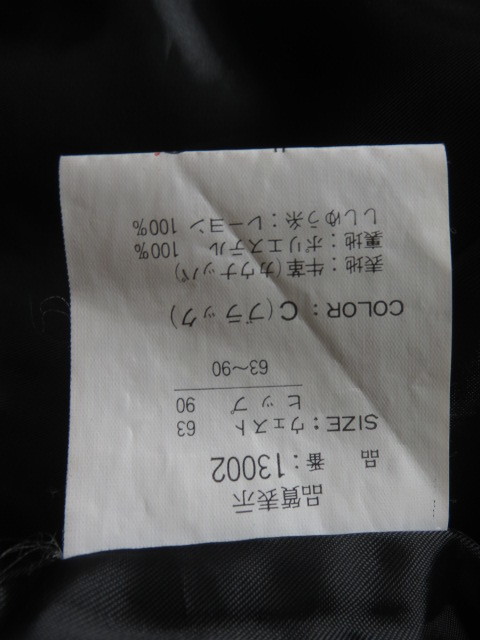 品質表示
品　番：13002
SIZE：ウェスト　63
ヒップ　90
63～90
COLOR：C(ブラック)
表地：牛革(カウナッパ)
裏地：ポリエステル　100%
ししゅう糸：レーヨン 100%